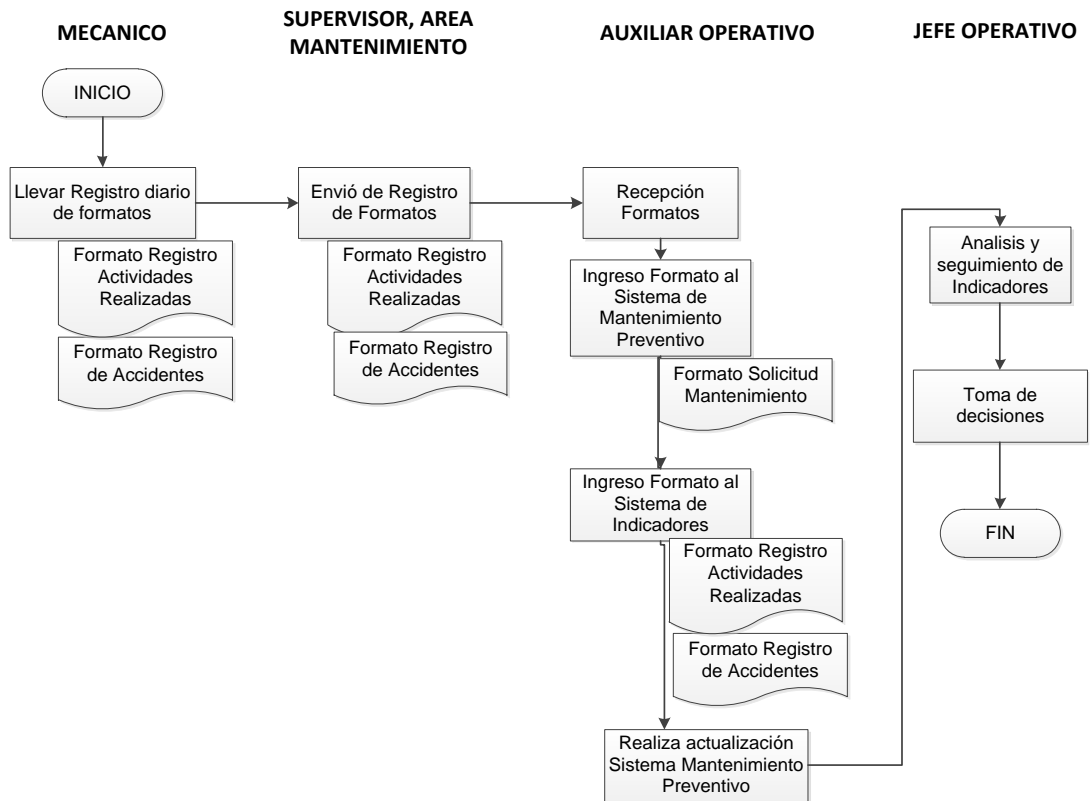 MECANICO
SUPERVISOR, AREA
MANTENIMIENTO
AUXILIAR OPERATIVO
JEFE OPERATIVO
INICIO
Llevar Registro diario
de formatos
Formato Registro
Actividades
Realizadas
Formato Registro
de Accidentes
Envió de Registro
de Formatos
Formato Registro
Actividades
Realizadas
Formato Registro
de Accidentes
Recepción
Formatos
Ingreso Formato al
Sistema de
Mantenimiento
Preventivo
Formato Solicitud
Mantenimiento
Ingreso Formato al
Sistema de
Indicadores
Formato Registro
Actividades
Realizadas
Formato Registro
de Accidentes
Realiza actualización
Sistema Mantenimiento
Preventivo
Analisis y
seguimiento de
Indicadores
Toma de
decisiones
FIN